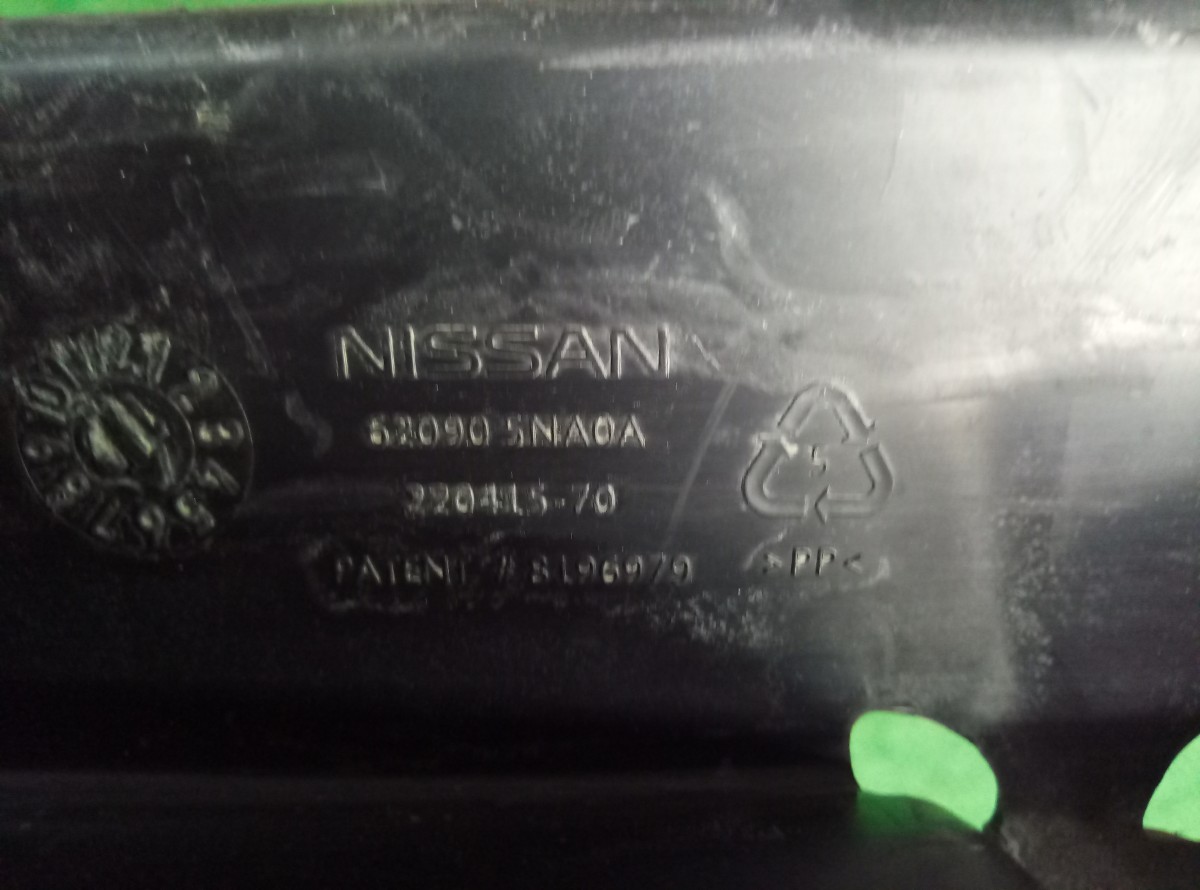 NISSAN
62090 5NA0A
220415-70
PATENT # 8196979
5
>PP<